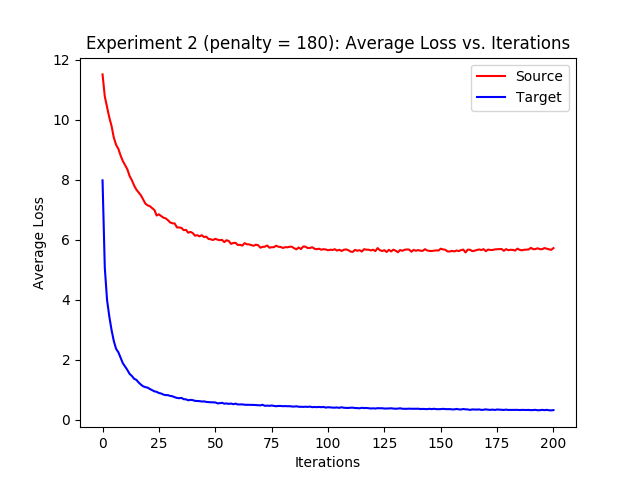 Experiment 2 (penalty = 180): Average Loss vs. Iterations
Source
Target
Average Loss
12
10
8
6
4
2
0
0 25 50 75 100 125 150 175 200
Iterations